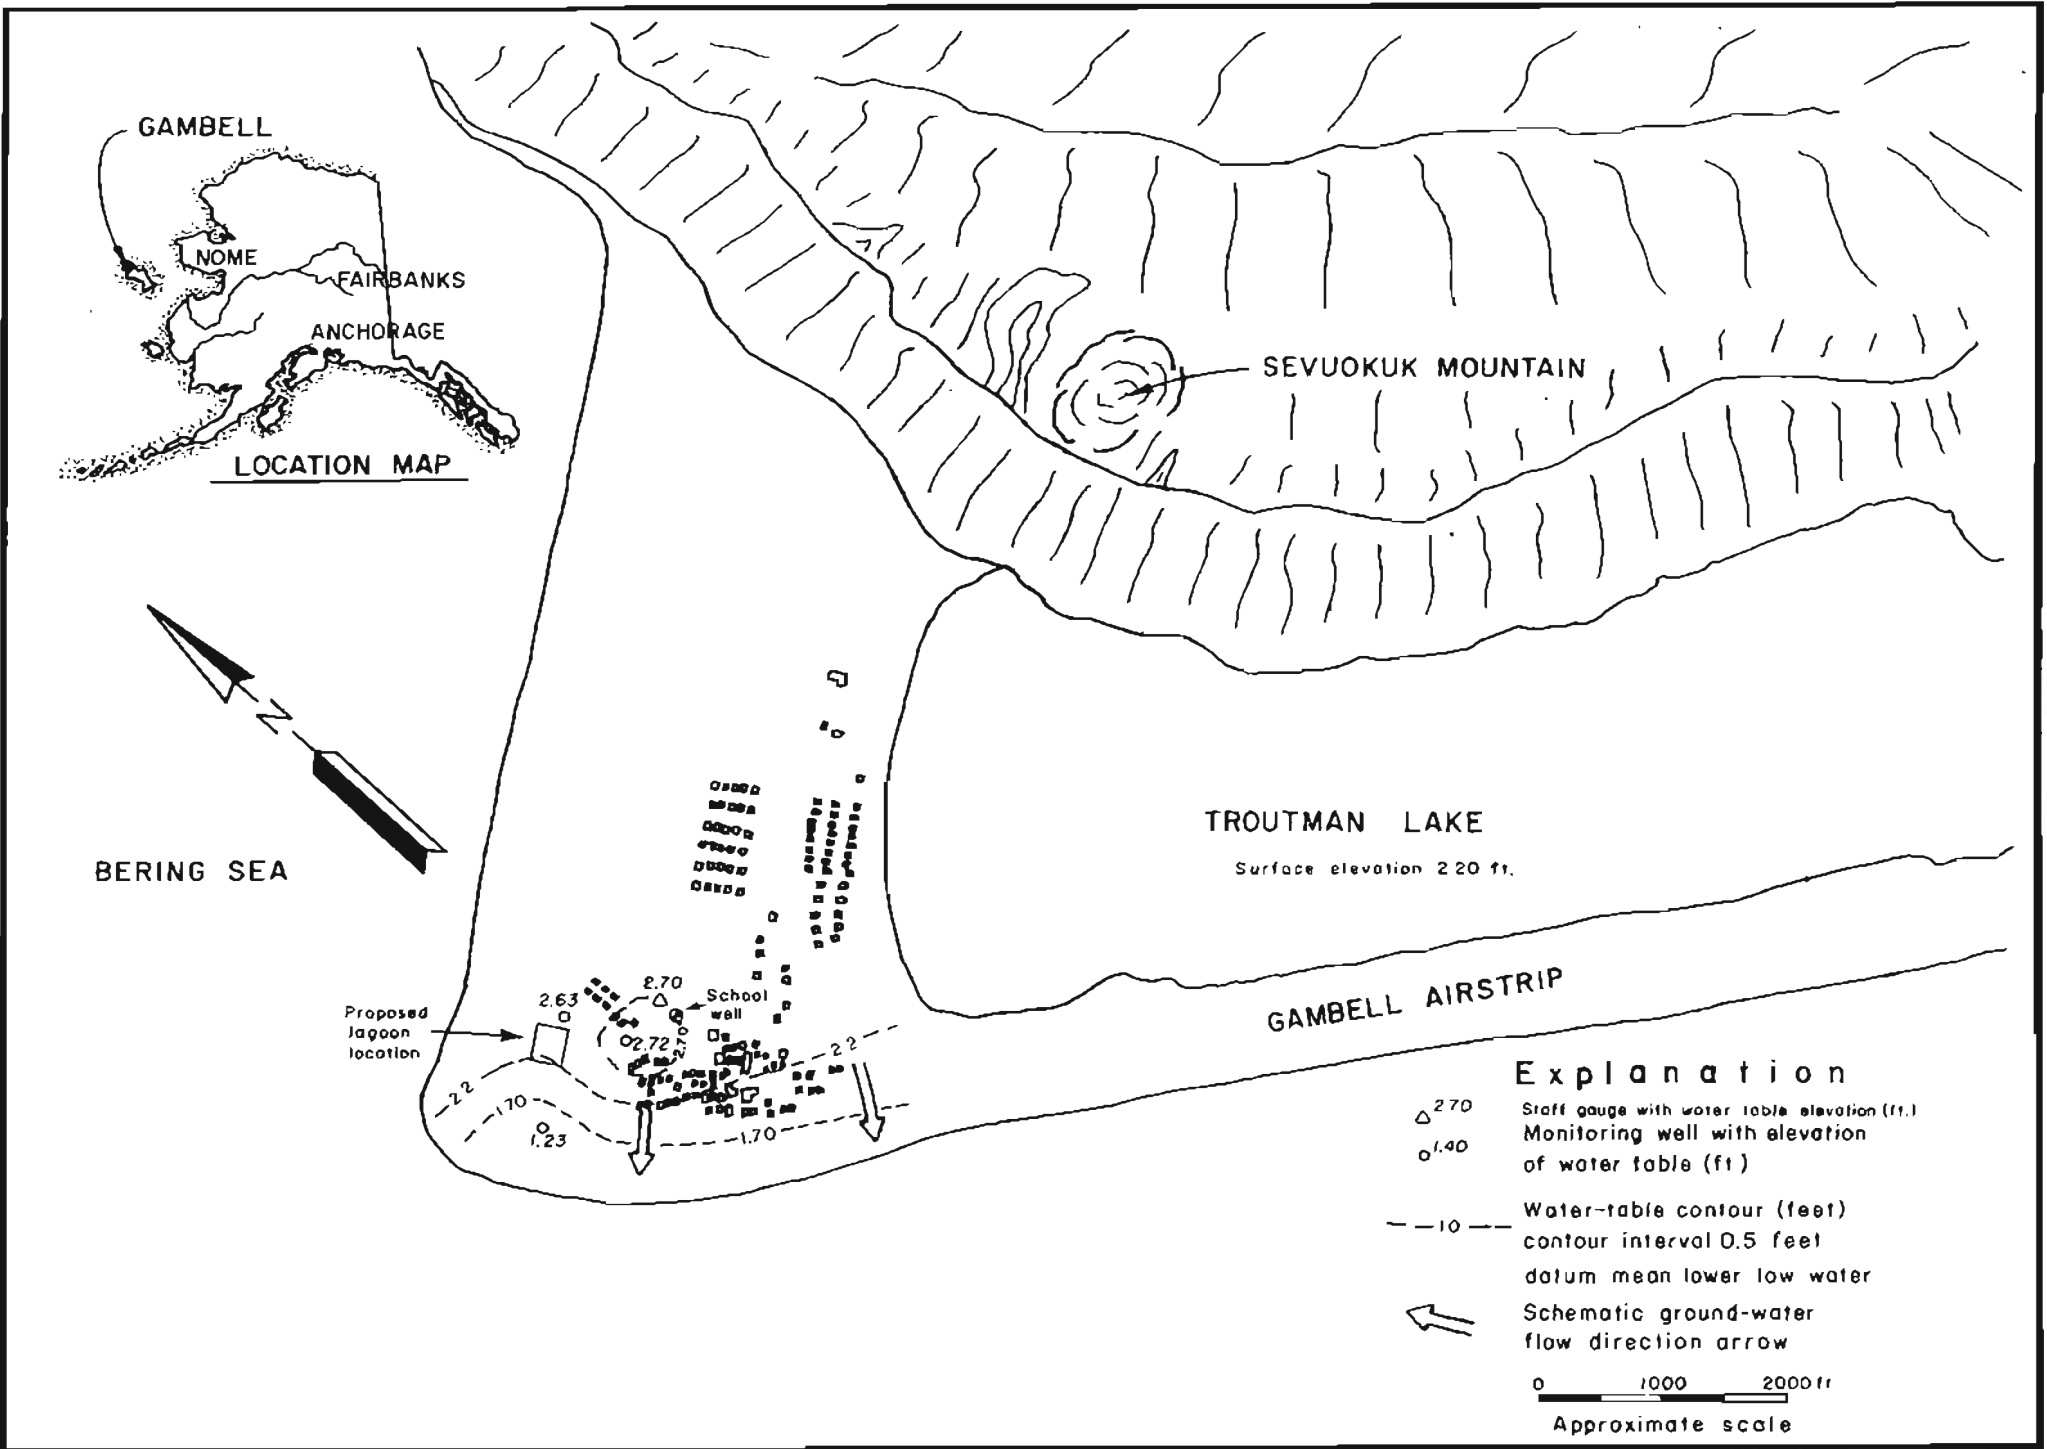 GAMBELL
NOME
FAIRBANKS
ANCHORAGE
LOCATION MAP
SEVUOKUK MOUNTAIN
N
BERING SEA
TROUTMAN LAKE
Surface elevation 2.20 ft.
GAMBELL AIRSTRIP
Proposed
lagoon
location
2.63
2.70
School
well
2.72
2.70
2.2
2.2
1.70
1.70
1.23
Explanation
2.70
Staff gauge with water table elevation (ft.)
1.40
Monitoring well with elevation
of water table (ft)
10
Water-table contour (feet)
contour interval 0.5 feet
datum mean lower low water
Schematic ground-water
flow direction arrow
0 1000 2000 ft
Approximate scale